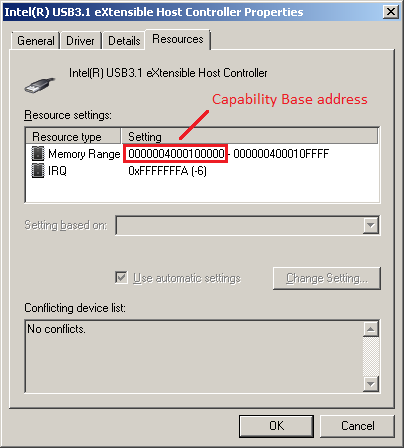 Intel(R) USB3.1 eXtensible Host Controller Properties
General Driver Details Resources
Intel(R) USB3.1 eXtensible Host Controller
Capability Base address
Resource settings:
Resource type Setting
Memory Range 0000004000100000 - 000000400010FFFF
IRQ 0xFFFFFFFA (-6)
Setting based on:
Use automatic settings Change Setting...
Conflicting device list:
No conflicts.
OK Cancel